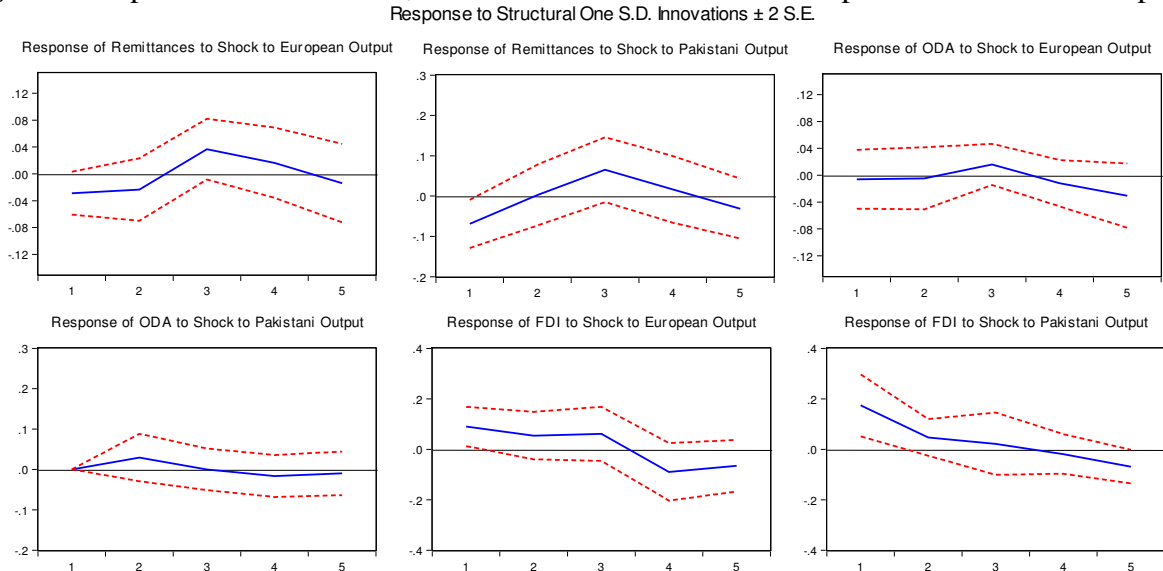 Response to Structural One S.D. Innovations ± 2 S.E.
Response of Remittances to Shock to European Output
Response of Remittances to Shock to Pakistani Output
Response of ODA to Shock to European Output
.12
.08
.04
.00
-.04
-.08
-.12
1 2 3 4 5
.3
.2
.1
.0
-.1
-.2
1 2 3 4 5
.12
.08
.04
.00
-.04
-.08
-.12
1 2 3 4 5
Response of ODA to Shock to Pakistani Output
Response of FDI to Shock to European Output
Response of FDI to Shock to Pakistani Output
.3
.2
.1
.0
-.1
-.2
1 2 3 4 5
.4
.2
.0
-.2
-.4
1 2 3 4 5
.4
.2
.0
-.2
-.4
1 2 3 4 5